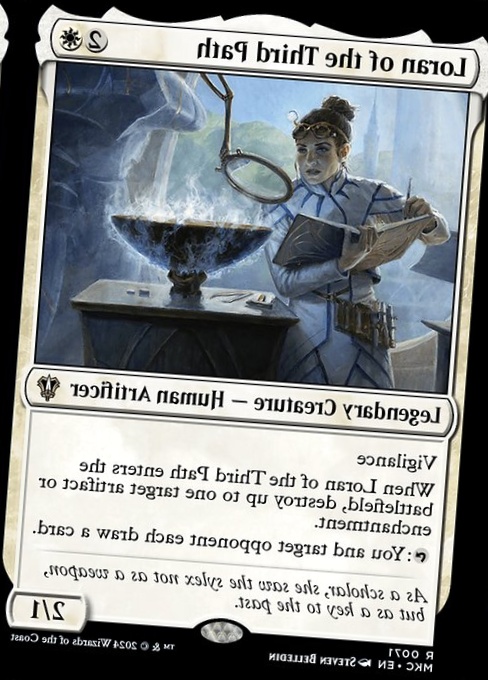 Loran of the Third Path 2
Legendary Creature — Human Artificer
Vigilance
When Loran of the Third Path enters the
battlefield, destroy up to one target artifact or
enchantment.
: You and target opponent each draw a card.
As a scholar, she saw the sylex not as a weapon,
but as a key to the past.
2/1
R 0071
MKC • EN STEVEN BELLEDIN
™ & © 2024 Wizards of the Coast